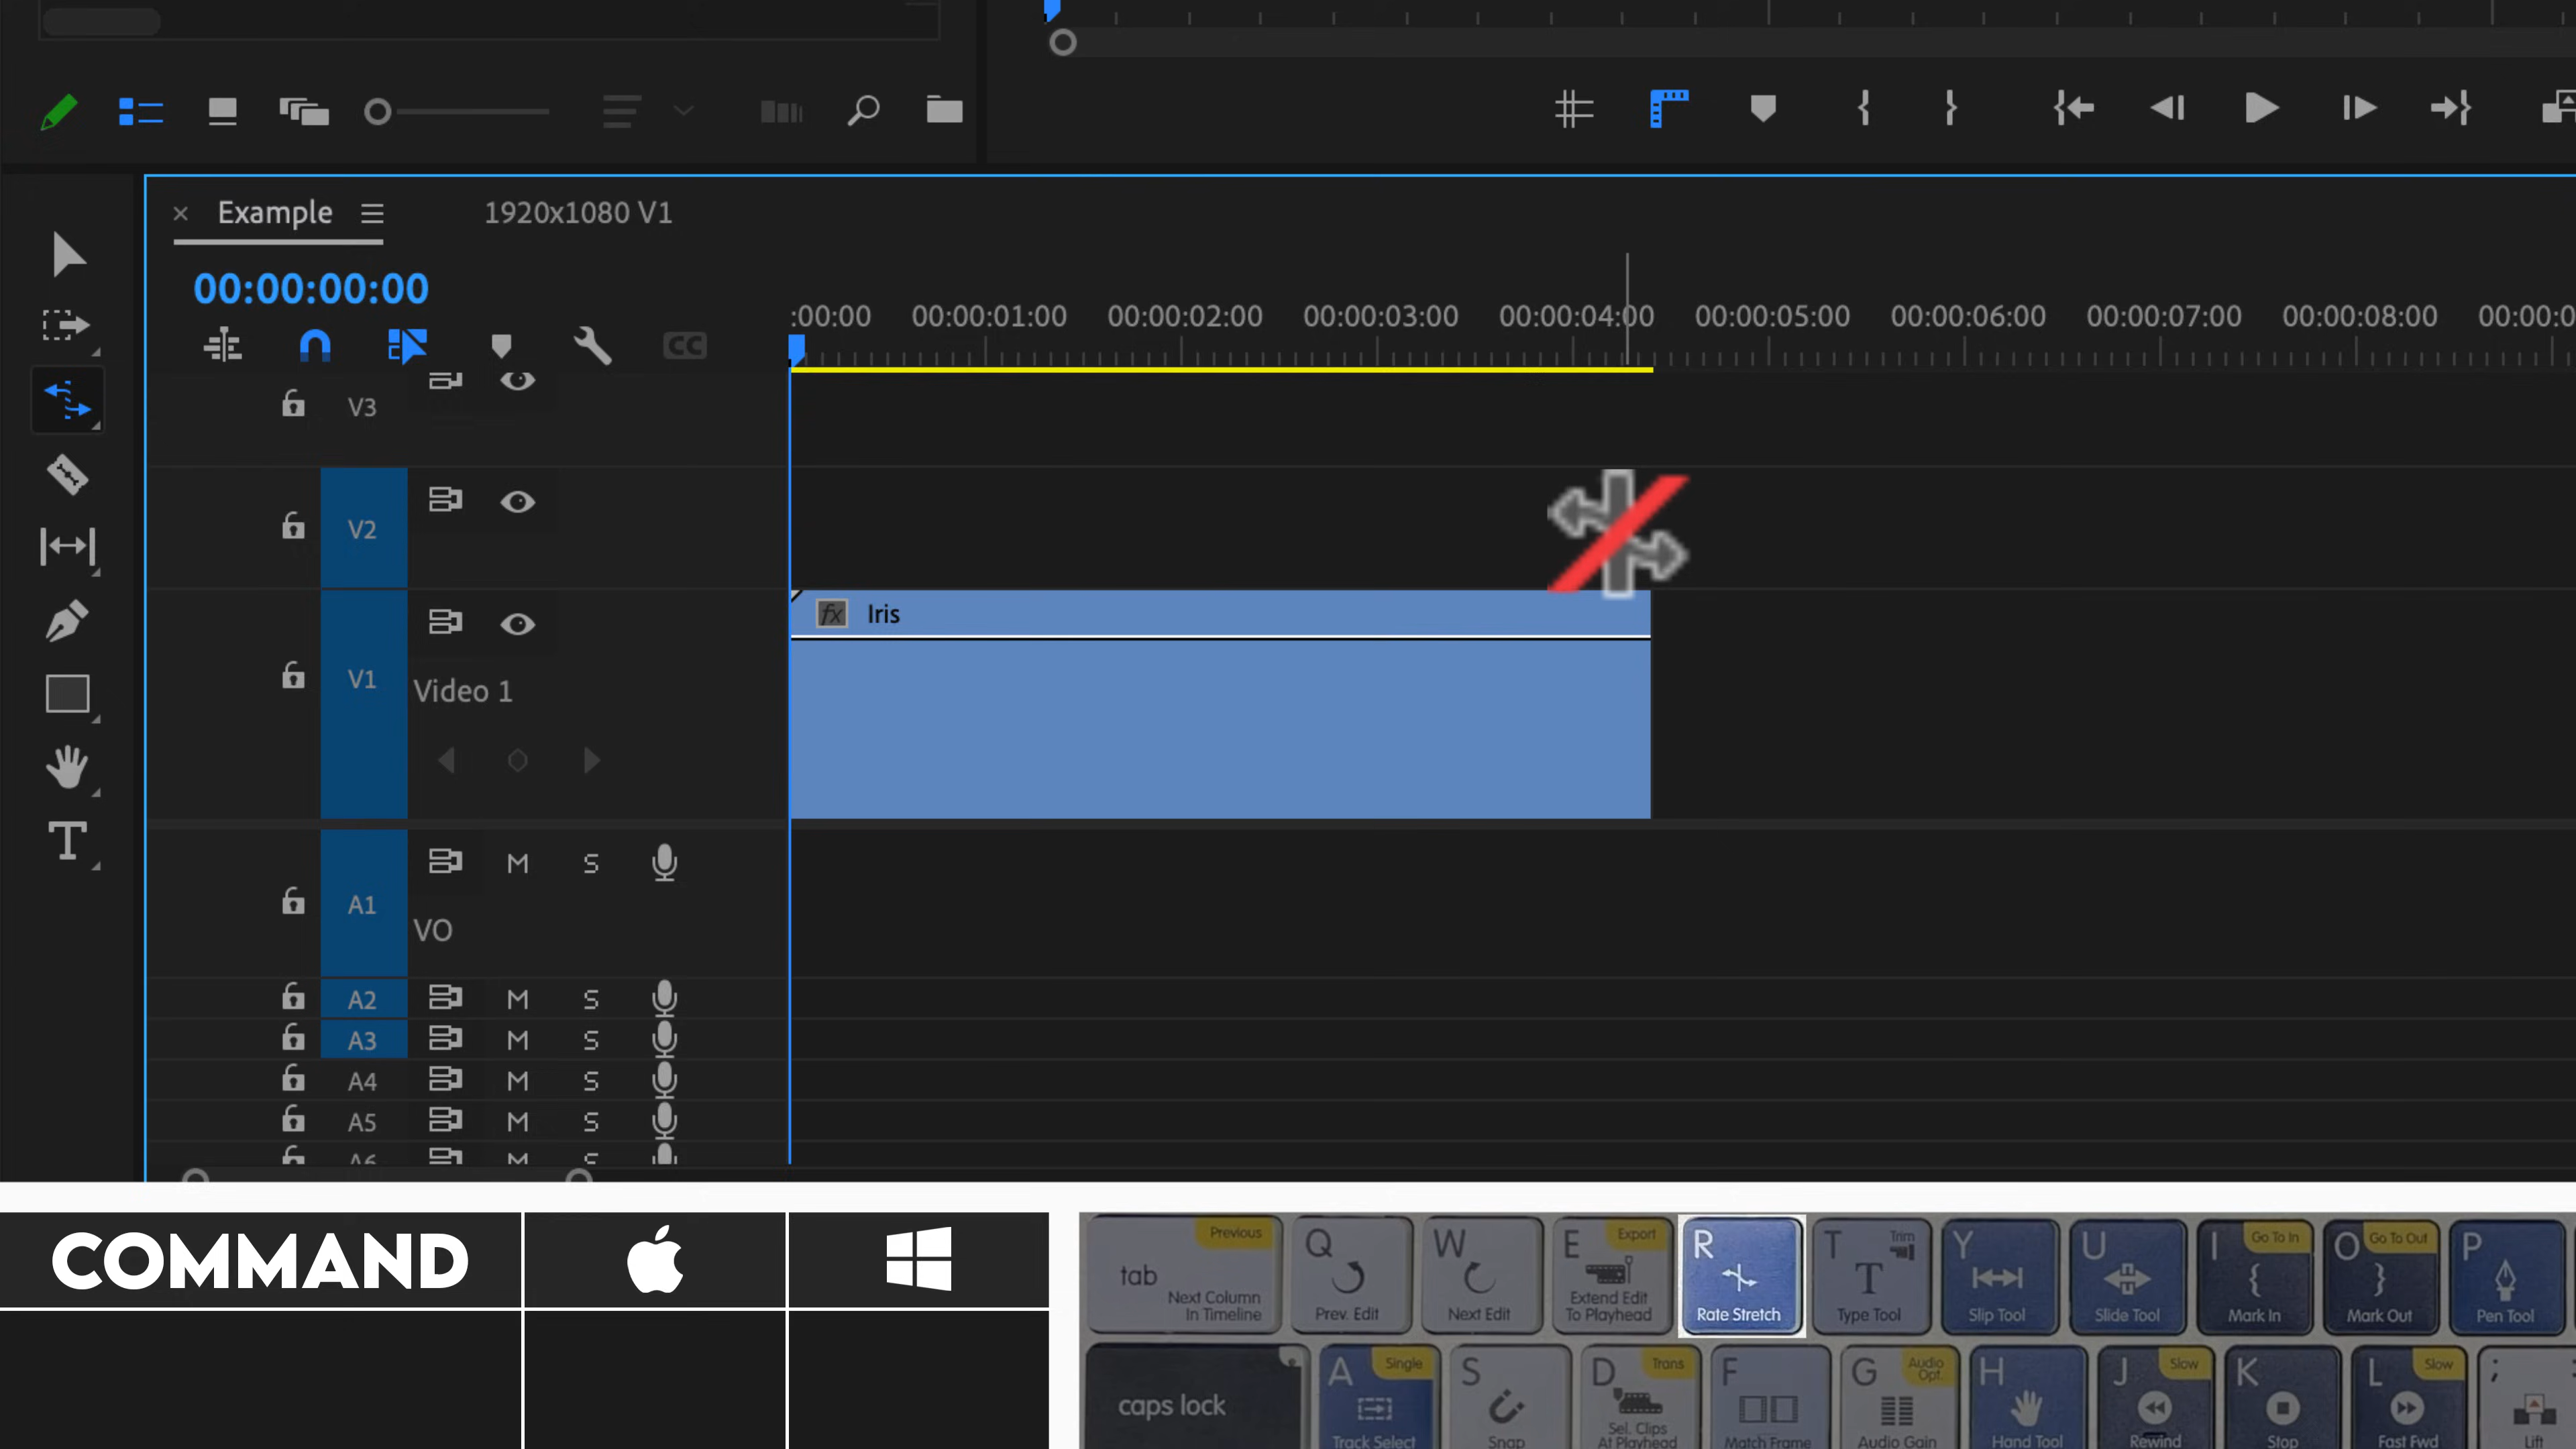 Example
1920x1080 V1
00:00:00:00
:00:00
00:00:01:00
00:00:02:00
00:00:03:00
00:00:04:00
00:00:05:00
00:00:06:00
00:00:07:00
00:00:08:00
00:00:0
CC
V3
V2
fx Iris
V1
Video 1
A1 M S
VO
A2 M S
A3 M S
A4 M S
A5 M S
A6 M S
COMMAND
Previous
tab
Next Column
In Timeline
Q
Prev. Edit
W
Next Edit
E
Export
Extend Edit
To Playhead
R
Rate Stretch
T
Trim
T
Type Tool
Y
Slip Tool
U
Slide Tool
I
Go To In
{
Mark In
O
Go To Out
}
Mark Out
P
Pen Tool
caps lock
A
Single
Track Select
S
Snap
D
Trans
Sel. Clips
At Playhead
F
Match Frame
G
Audio
Opt.
Audio Gain
H
Hand Tool
J
Slow
Rewind
K
Stop
L
Slow
Fast Fwd
;
Lift